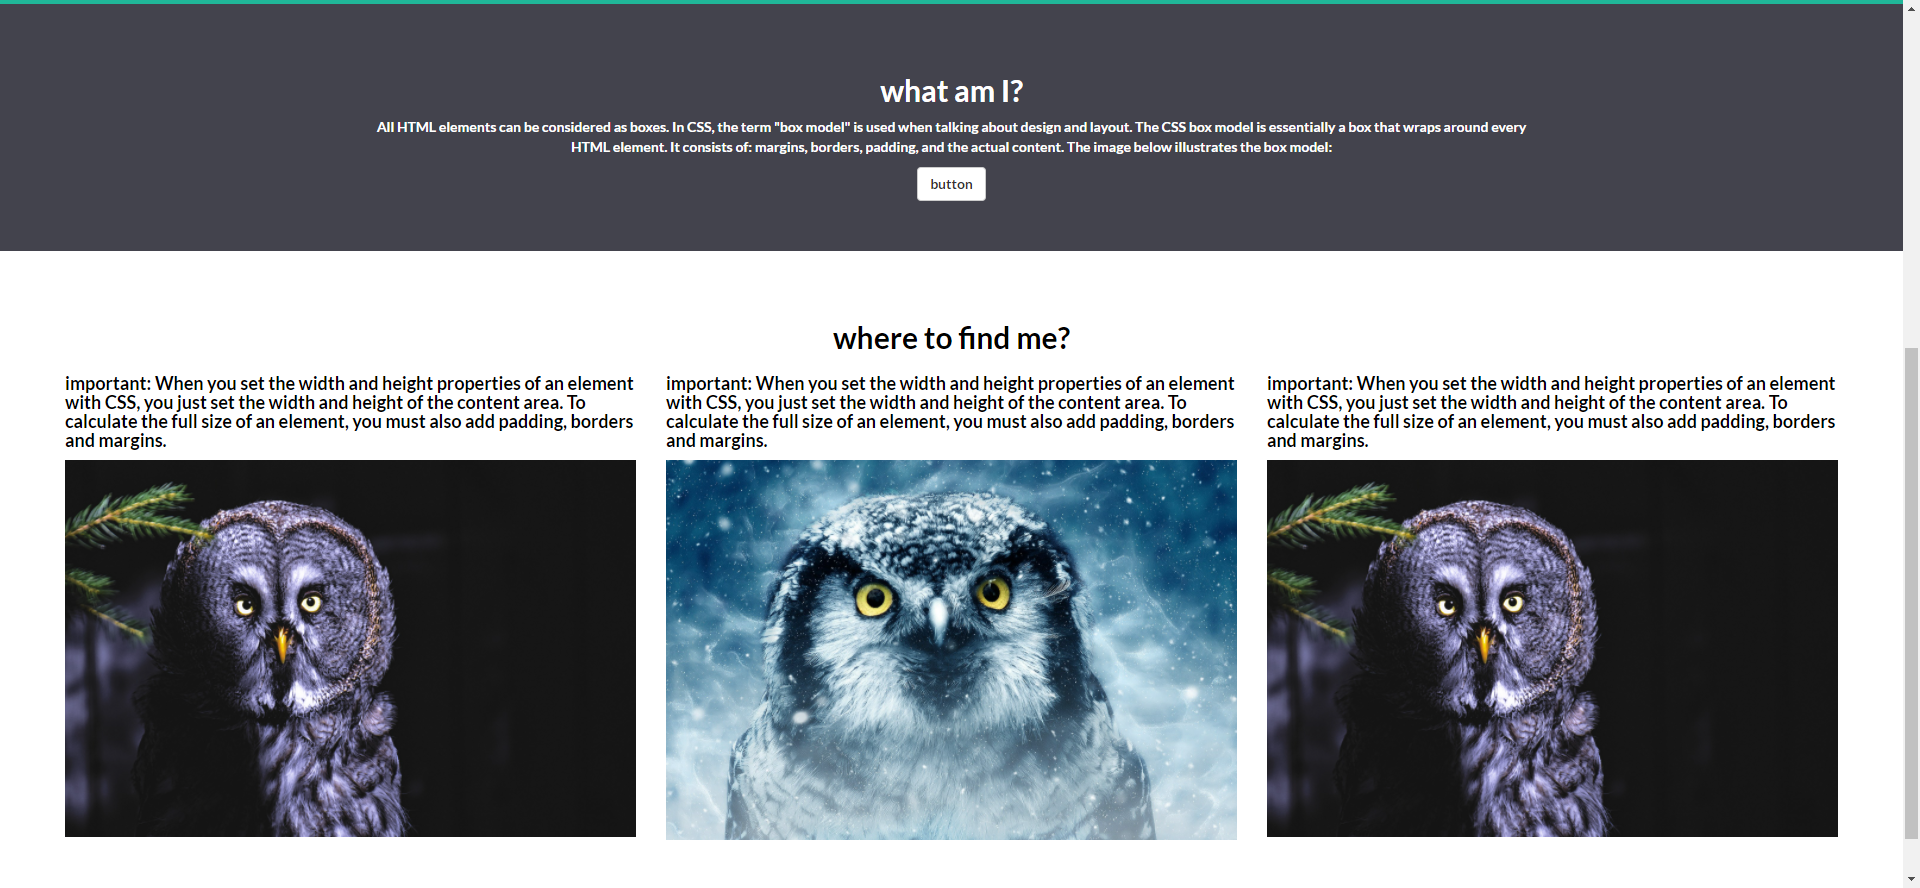 what am I?
All HTML elements can be considered as boxes. In CSS, the term "box model" is used when talking about design and layout. The CSS box model is essentially a box that wraps around every
HTML element. It consists of: margins, borders, padding, and the actual content. The image below illustrates the box model:
button
where to find me?
important: When you set the width and height properties of an element
with CSS, you just set the width and height of the content area. To
calculate the full size of an element, you must also add padding, borders
and margins.
important: When you set the width and height properties of an element
with CSS, you just set the width and height of the content area. To
calculate the full size of an element, you must also add padding, borders
and margins.
important: When you set the width and height properties of an element
with CSS, you just set the width and height of the content area. To
calculate the full size of an element, you must also add padding, borders
and margins.